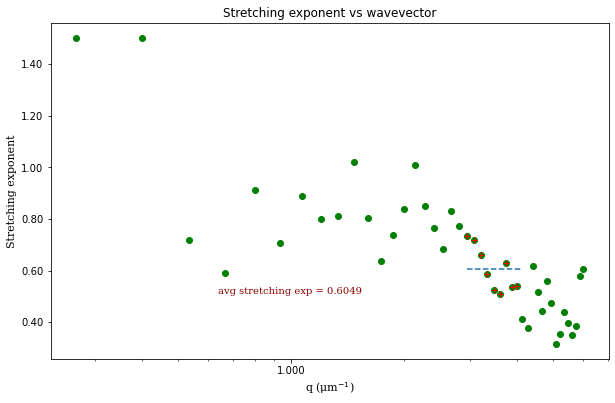 Stretching exponent vs wavevector
Stretching exponent
1.40
1.20
1.00
0.80
0.60
0.40
avg stretching exp = 0.6049
1.000
q (μm⁻¹)